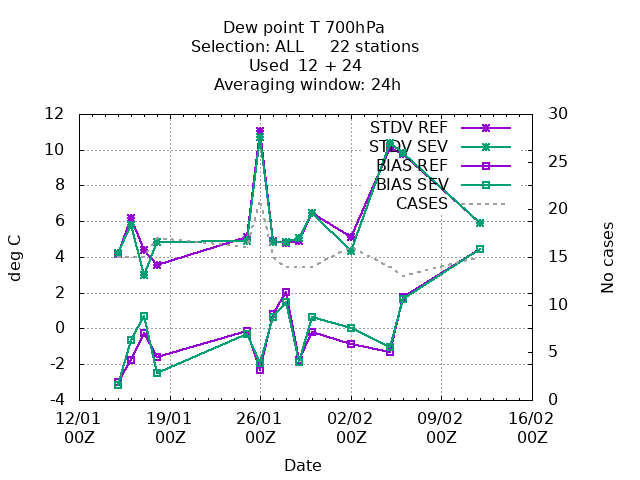 Dew point T 700hPa
Selection: ALL 22 stations
Used 12 + 24
Averaging window: 24h
12
10
8
6
4
2
0
-2
-4
deg C
30
25
20
15
10
5
0
No cases
STDV REF
STDV SEV
BIAS REF
BIAS SEV
CASES
12/01 19/01 26/01 02/02 09/02 16/02
00Z 00Z 00Z 00Z 00Z 00Z
Date